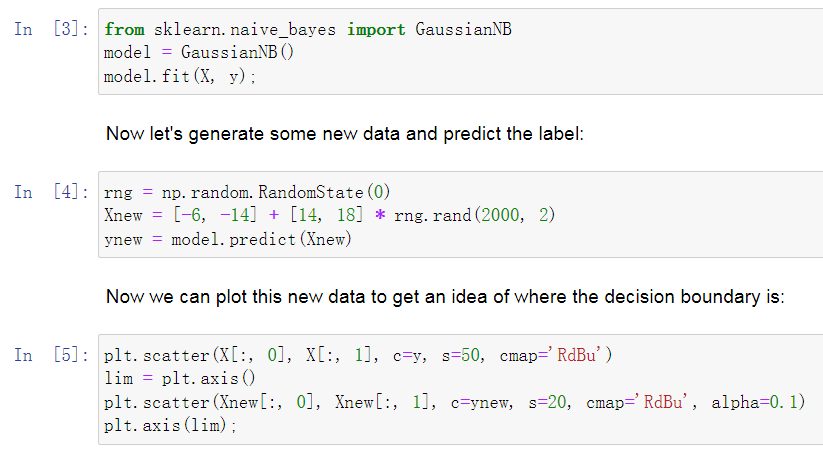 In [3]: from sklearn.naive_bayes import GaussianNB
model = GaussianNB()
model.fit(X, y);
Now let's generate some new data and predict the label:
In [4]: rng = np.random.RandomState(0)
Xnew = [-6, -14] + [14, 18] * rng.rand(2000, 2)
ynew = model.predict(Xnew)
Now we can plot this new data to get an idea of where the decision boundary is:
In [5]: plt.scatter(X[:, 0], X[:, 1], c=y, s=50, cmap='RdBu')
lim = plt.axis()
plt.scatter(Xnew[:, 0], Xnew[:, 1], c=ynew, s=20, cmap='RdBu', alpha=0.1)
plt.axis(lim);